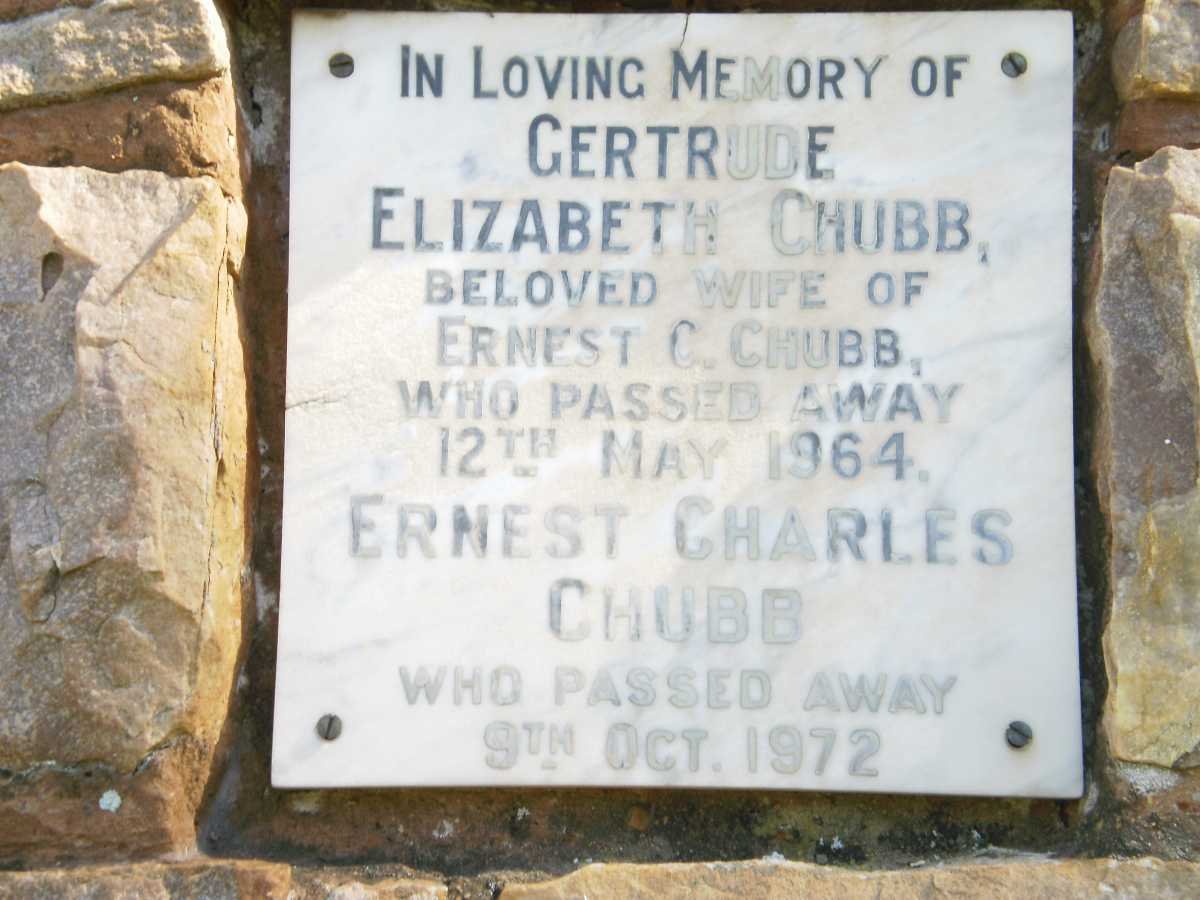 In Loving Memory of
Gertrude
Elizabeth Chubb,
beloved wife of
Ernest C. Chubb,
who passed away
12th May 1964.
Ernest Charles
Chubb
who passed away
9th Oct. 1972